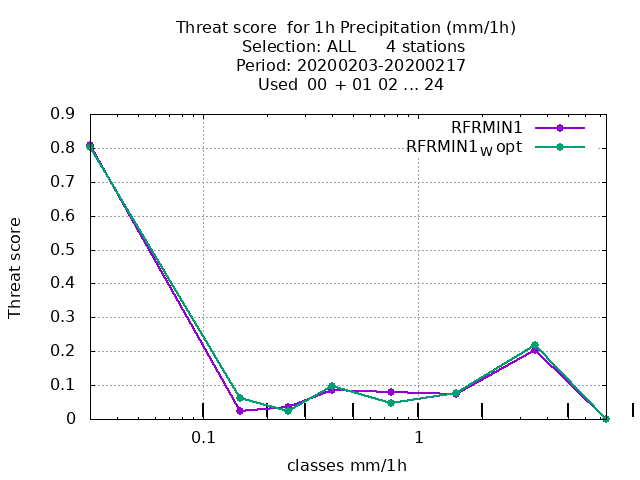 Threat score  for 1h Precipitation (mm/1h)
Selection: ALL      4 stations
Period: 20200203-20200217
Used  00  + 01 02 ... 24
RFRMIN1
RFRMIN1W opt
0.9
0.8
0.7
0.6
0.5
0.4
0.3
0.2
0.1
0
Threat score
0.1
1
classes mm/1h